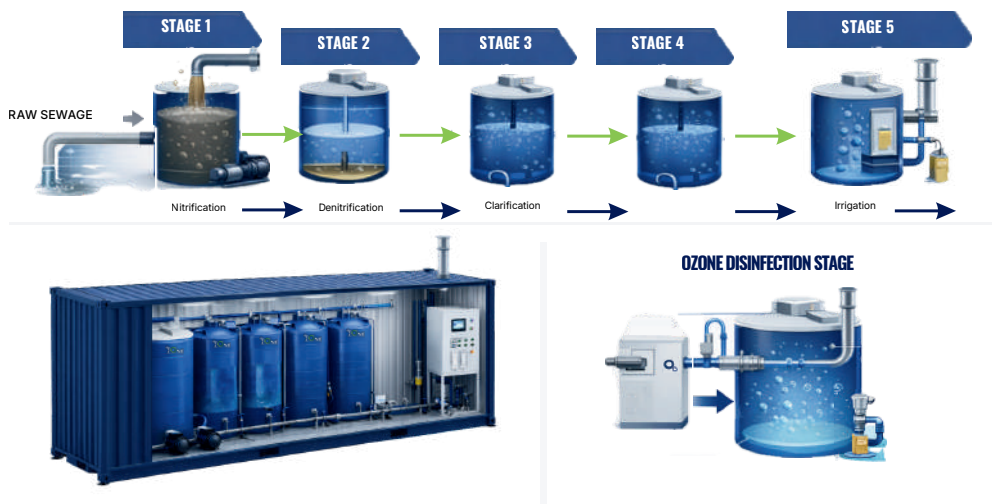 STAGE 1
STAGE 2
STAGE 3
STAGE 4
STAGE 5
RAW SEWAGE
Nitrification
Denitrification
Clarification
Irrigation
OZONE DISINFECTION STAGE